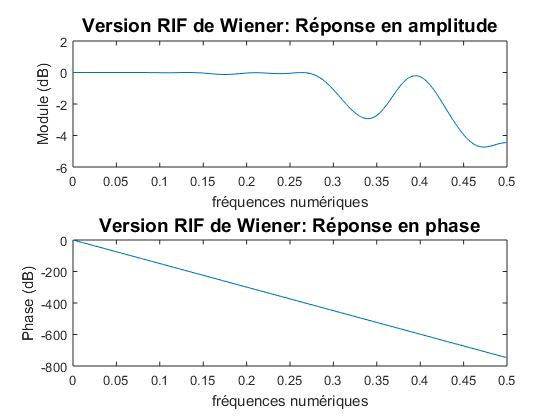 Version RIF de Wiener: Réponse en amplitude
Module (dB)
2
0
-2
-4
-6
0 0.05 0.1 0.15 0.2 0.25 0.3 0.35 0.4 0.45 0.5
fréquences numériques
Version RIF de Wiener: Réponse en phase
Phase (dB)
0
-200
-400
-600
-800
0 0.05 0.1 0.15 0.2 0.25 0.3 0.35 0.4 0.45 0.5
fréquences numériques